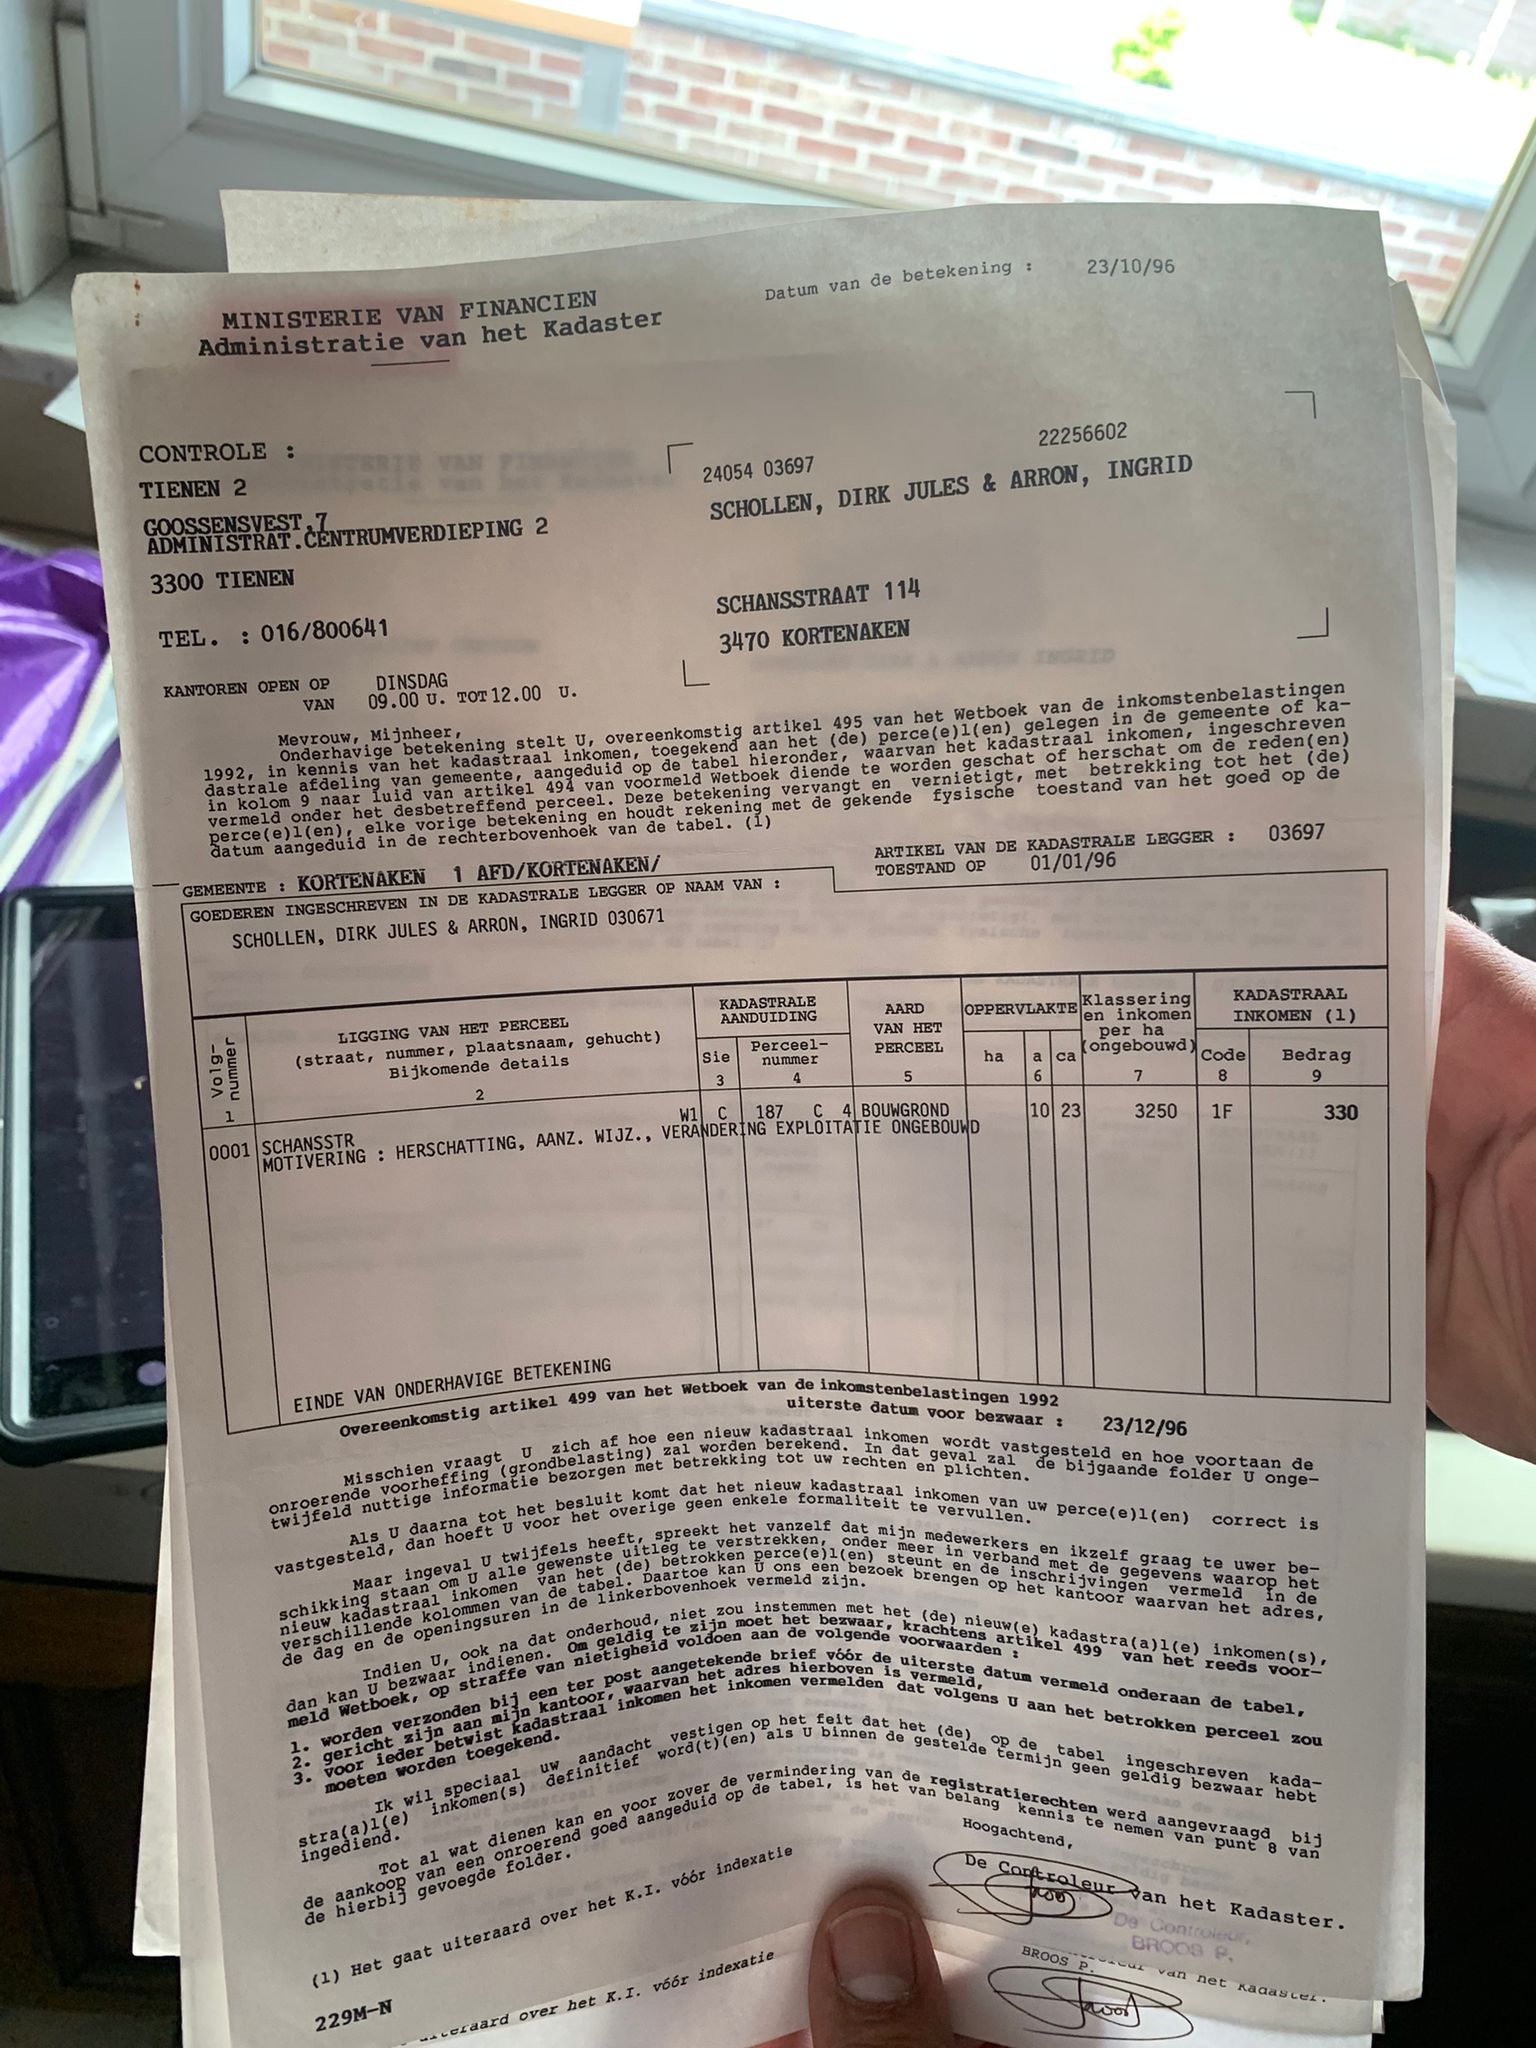 Datum van de betekening : 23/10/96
MINISTERIE VAN FINANCIEN
Administratie van het Kadaster
CONTROLE :
TIENEN 2
GOOSSENSVEST,7
ADMINISTRAT.CENTRUMVERDIEPING 2
3300 TIENEN
TEL. : 016/800641
KANTOREN OPEN OP DINSDAG
VAN 09.00 U. TOT 12.00 U.
22256602
24054 03697
SCHOLLEN, DIRK JULES & ARRON, INGRID
SCHANSSTRAAT 114
3470 KORTENAKEN
Mevrouw, Mijnheer,
Onderhavige betekening stelt U, overeenkomstig artikel 495 van het Wetboek van de inkomstenbelastingen
1992, in kennis van het kadastraal inkomen, toegekend aan het (de) perce(e)l(en) gelegen in de gemeente of ka-
dastrale afdeling van gemeente, aangeduid op de tabel hieronder, waarvan het kadastraal inkomen, ingeschreven
in kolom 9 naar luid van artikel 494 van voormeld Wetboek diende te worden geschat of herschat om de reden(en)
vermeld onder het desbetreffend perceel. Deze betekening vervangt en vernietigt, met betrekking tot het (de)
perce(e)l(en), elke vorige betekening en houdt rekening met de gekende fysische toestand van het goed op de
datum aangeduid in de rechterbovenhoek van de tabel. (1)
ARTIKEL VAN DE KADASTRALE LEGGER : 03697
GEMEENTE : KORTENAKEN 1 AFD/KORTENAKEN/ TOESTAND OP 01/01/96
GOEDEREN INGESCHREVEN IN DE KADASTRALE LEGGER OP NAAM VAN :
SCHOLLEN, DIRK JULES & ARRON, INGRID 030671
Volg-nummer LIGGING VAN HET PERCEEL (straat, nummer, plaatsnaam, gehucht) Bijkomende details KADASTRALE AANDUIDING AARD VAN HET PERCEEL OPPERVLAKTE Klassering en inkomen per ha (ongebouwd) KADASTRAAL INKOMEN (1)
Sie Perceel-nummer ha a ca Code Bedrag
1 2 3 4 5 6 7 8 9
0001 SCHANSSTR W1 C 187 C 4 BOUWGROND 10 23 3250 1F 330
MOTIVERING : HERSCHATTING, AANZ. WIJZ., VERANDERING EXPLOITATIE ONGEBOUWD
EINDE VAN ONDERHAVIGE BETEKENING
Overeenkomstig artikel 499 van het Wetboek van de inkomstenbelastingen 1992
uiterste datum voor bezwaar : 23/12/96
Misschien vraagt U zich af hoe een nieuw kadastraal inkomen wordt vastgesteld en hoe voortaan de
onroerende voorheffing (grondbelasting) zal worden berekend. In dat geval zal de bijgaande folder U onge-
twijfeld nuttige informatie bezorgen met betrekking tot uw rechten en plichten.
Als U daarna tot het besluit komt dat het nieuw kadastraal inkomen van uw perce(e)l(en) correct is
vastgesteld, dan hoeft U voor het overige geen enkele formaliteit te vervullen.
Maar ingeval U twijfels heeft, spreekt het vanzelf dat mijn medewerkers en ikzelf graag te uwer be-
schikking staan om U alle gewenste uitleg te verstrekken, onder meer in verband met de gegevens waarop het
nieuw kadastraal inkomen van het (de) betrokken perce(e)l(en) steunt en de inschrijvingen vermeld in de
verschillende kolommen van de tabel. Daartoe kan U ons een bezoek brengen op het kantoor waarvan het adres,
de dag en de openingsuren in de linkerbovenhoek vermeld zijn.
Indien U, ook na dat onderhoud, niet zou instemmen met het (de) nieuw(e) kadastra(a)l(e) inkomen(s),
dan kan U bezwaar indienen. Om geldig te zijn moet het bezwaar, krachtens artikel 499 van het reeds voor-
meld Wetboek, op straffe van nietigheid voldoen aan de volgende voorwaarden :
1. worden verzonden bij een ter post aangetekende brief vóór de uiterste datum vermeld onderaan de tabel,
2. gericht zijn aan mijn kantoor, waarvan het adres hierboven is vermeld,
3. voor ieder betwist kadastraal inkomen het inkomen vermelden dat volgens U aan het betrokken perceel zou
moeten worden toegekend.
Ik wil speciaal uw aandacht vestigen op het feit dat het (de) op de tabel ingeschreven kada-
stra(a)l(e) inkomen(s) definitief word(t)(en) als U binnen de gestelde termijn geen geldig bezwaar hebt
ingediend.
Tot al wat dienen kan en voor zover de vermindering van de registratierechten werd aangevraagd bij
de aankoop van een onroerend goed aangeduid op de tabel, is het van belang kennis te nemen van punt 8 van
de hierbij gevoegde folder.
Hoogachtend,
De Controleur van het Kadaster.
De Controleur,
BROOS P.
(1) Het gaat uiteraard over het K.I. vóór indexatie
229M-N
BROOS P.
van het Kadaster.
over het K.I. vóór indexatie